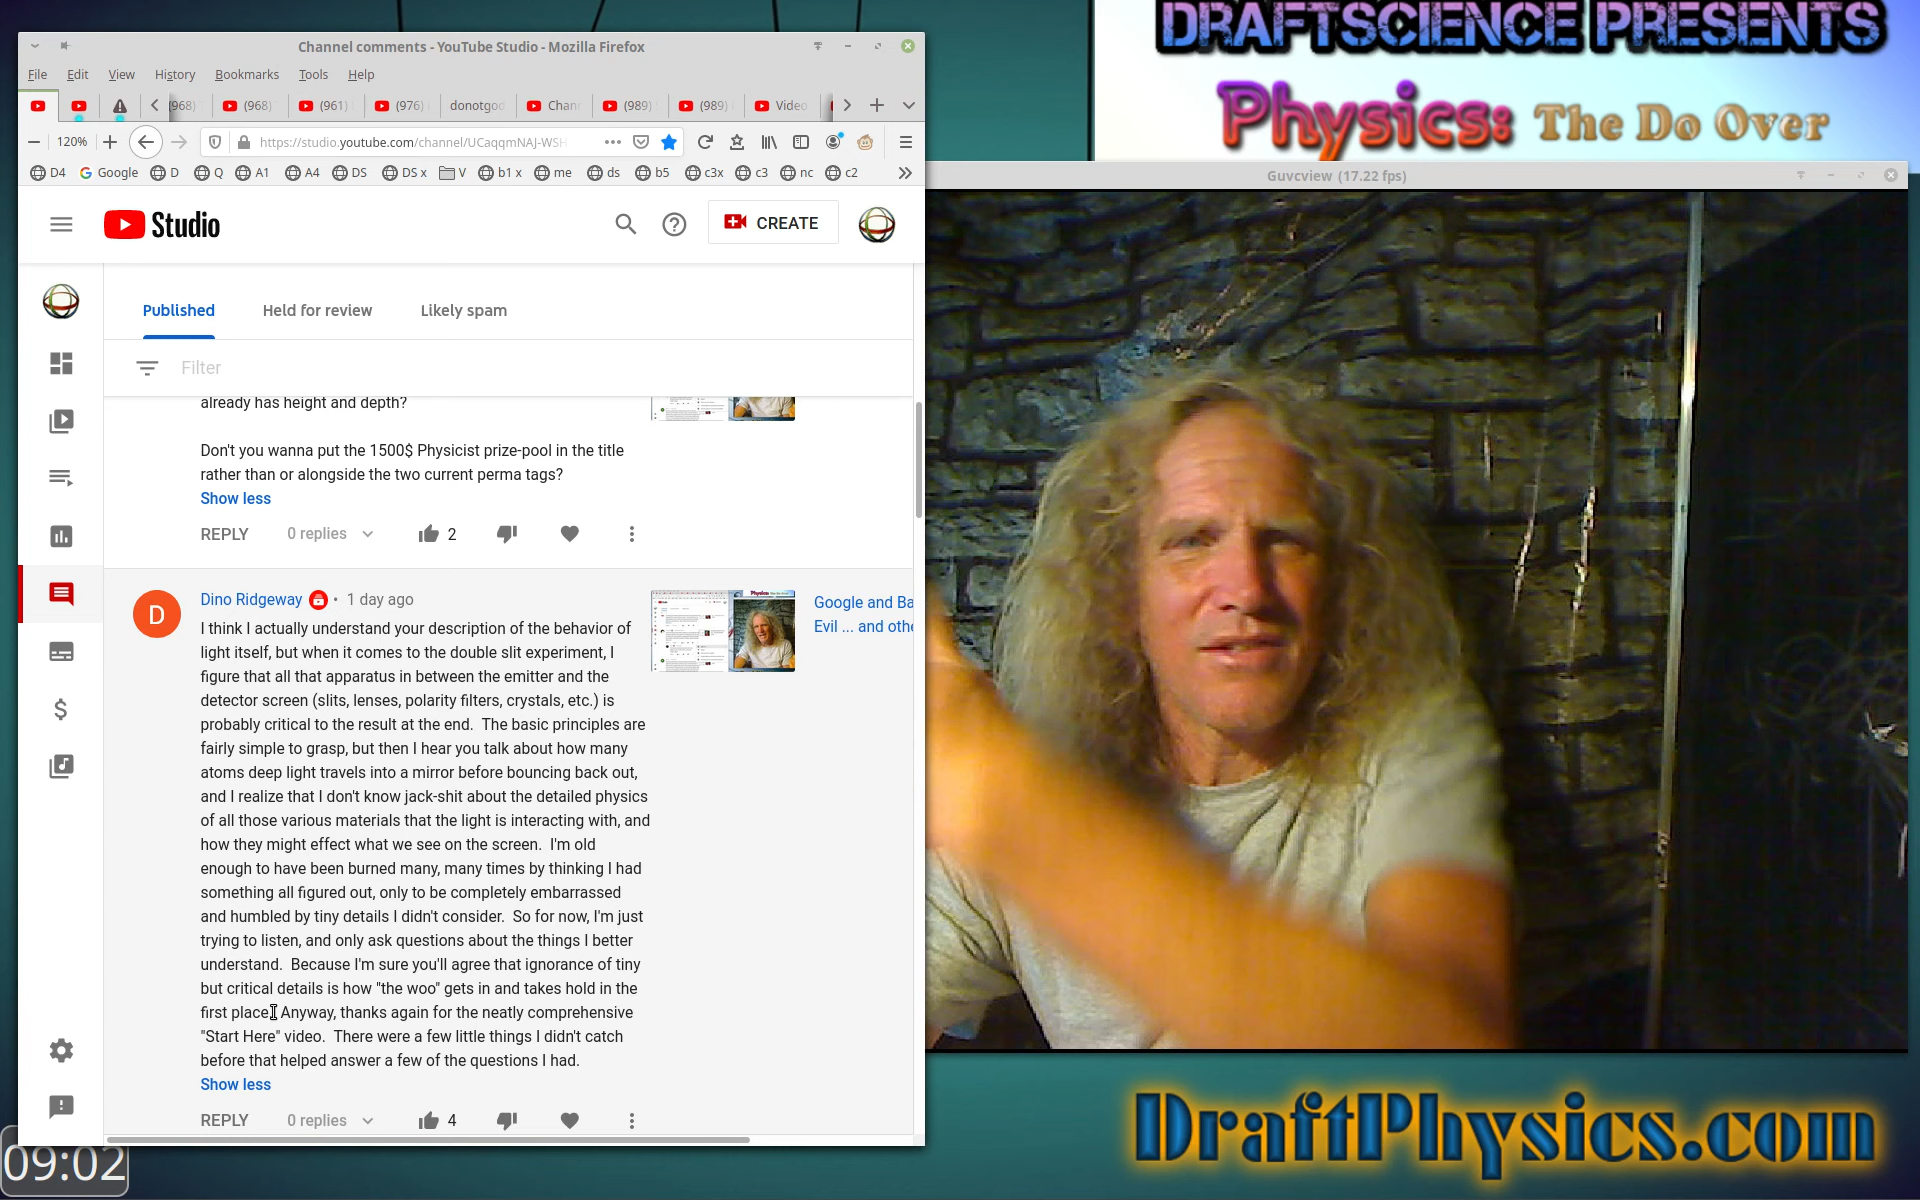 DRAFTSCIENCE PRESENTS
Physics: The Do Over
Channel comments - YouTube Studio - Mozilla Firefox
File Edit View History Bookmarks Tools Help
(968) (968) (961) (976) donotgod Chan (989) (989) Video
120% https://studio.youtube.com/channel/UCaqqmNAJ-WSH
D4 Google D Q A1 A4 DS DS x V b1 x me ds b5 c3x c3 nc c2
Guvcview (17.22 fps)
Studio CREATE
Published Held for review Likely spam
Filter
already has height and depth?
Don't you wanna put the 1500$ Physicist prize-pool in the title
rather than or alongside the two current perma tags?
Show less
REPLY 0 replies 2
D Dino Ridgeway • 1 day ago
Google and Ba
Evil ... and othe
I think I actually understand your description of the behavior of
light itself, but when it comes to the double slit experiment, I
figure that all that apparatus in between the emitter and the
detector screen (slits, lenses, polarity filters, crystals, etc.) is
probably critical to the result at the end. The basic principles are
fairly simple to grasp, but then I hear you talk about how many
atoms deep light travels into a mirror before bouncing back out,
and I realize that I don't know jack-shit about the detailed physics
of all those various materials that the light is interacting with, and
how they might effect what we see on the screen. I'm old
enough to have been burned many, many times by thinking I had
something all figured out, only to be completely embarrassed
and humbled by tiny details I didn't consider. So for now, I'm just
trying to listen, and only ask questions about the things I better
understand. Because I'm sure you'll agree that ignorance of tiny
but critical details is how "the woo" gets in and takes hold in the
first place. Anyway, thanks again for the neatly comprehensive
"Start Here" video. There were a few little things I didn't catch
before that helped answer a few of the questions I had.
Show less
REPLY 0 replies 4
09:02
DraftPhysics.com